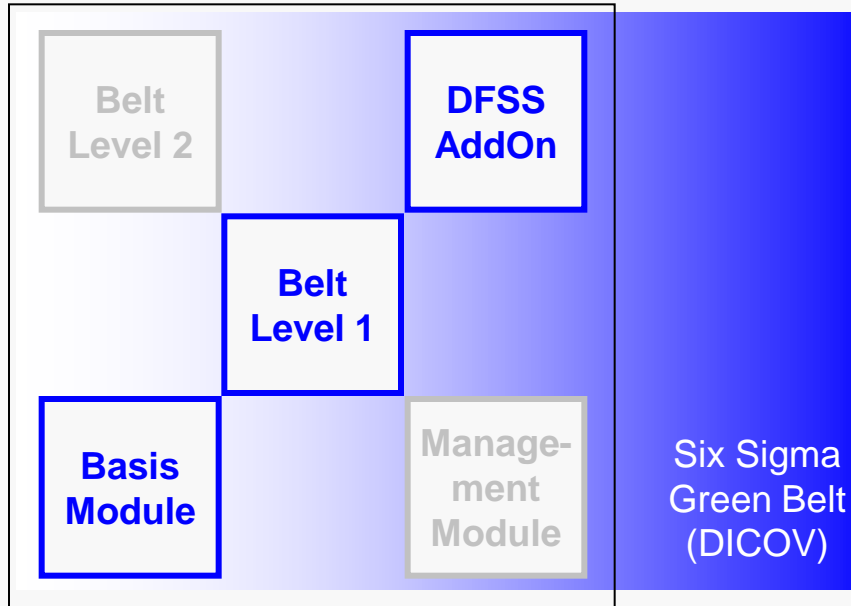 Belt
Level 2
DFSS
AddOn
Belt
Level 1
Basis
Module
Manage-
ment
Module
Six Sigma
Green Belt
(DICOV)